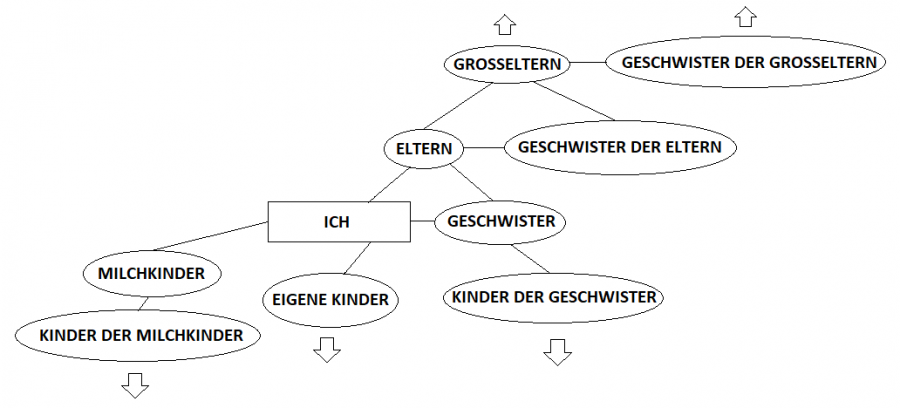 GROSSELTERN
GESCHWISTER DER GROSSELTERN
ELTERN
GESCHWISTER DER ELTERN
ICH
GESCHWISTER
MILCHKINDER
EIGENE KINDER
KINDER DER GESCHWISTER
KINDER DER MILCHKINDER